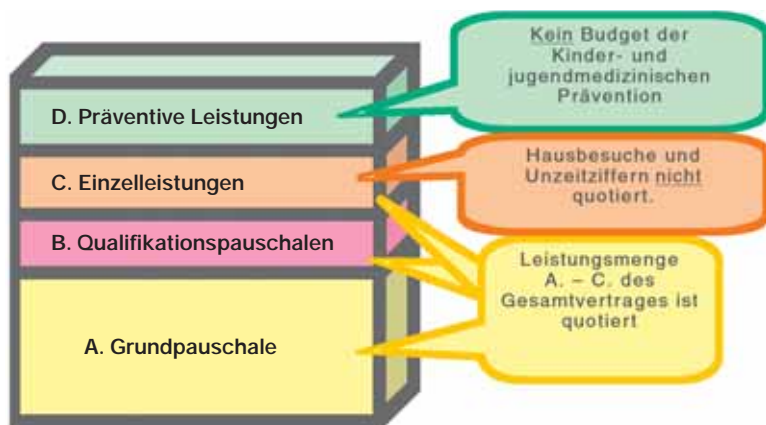 D. Präventive Leistungen
C. Einzelleistungen
B. Qualifikationspauschalen
A. Grundpauschale
Kein Budget der
Kinder- und
jugendmedizinischen
Prävention
Hausbesuche und
Unzeitziffern nicht
quotiert.
Leistungsmenge
A. – C. des
Gesamtvertrages ist
quotiert